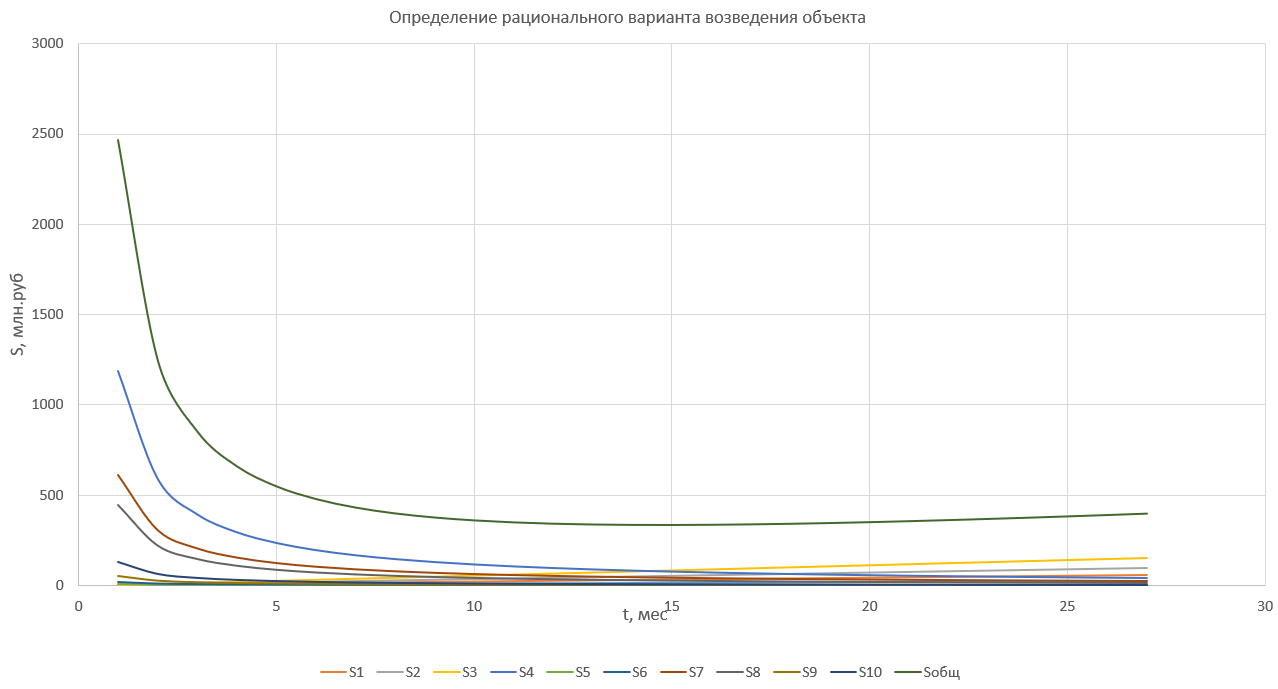 Определение рационального варианта возведения объекта
3000
2500
2000
1500
1000
500
0
S, млн.руб
0 5 10 15 20 25 30
t, мес
S1 S2 S3 S4 S5 S6 S7 S8 S9 S10 Sобщ